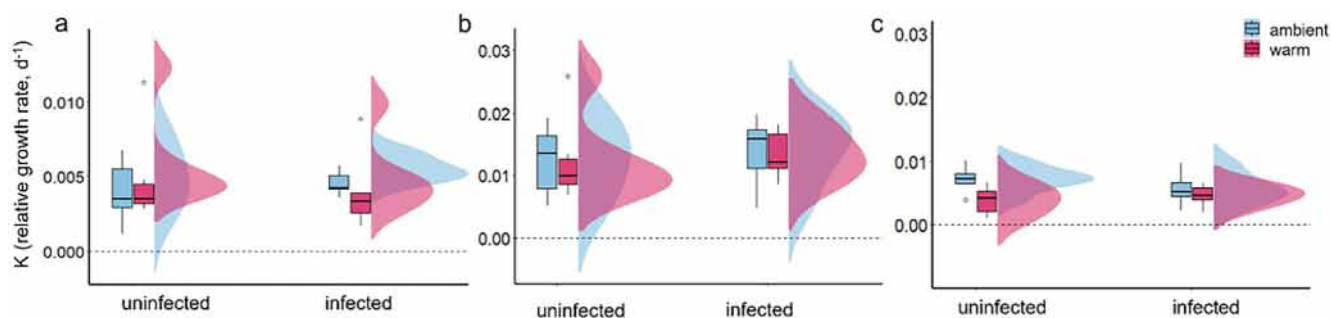 a
K (relative growth rate, d⁻¹)
0.010
0.005
0.000
uninfected infected
b
0.03
0.02
0.01
0.00
uninfected infected
c
ambient
warm
0.03
0.02
0.01
0.00
uninfected infected